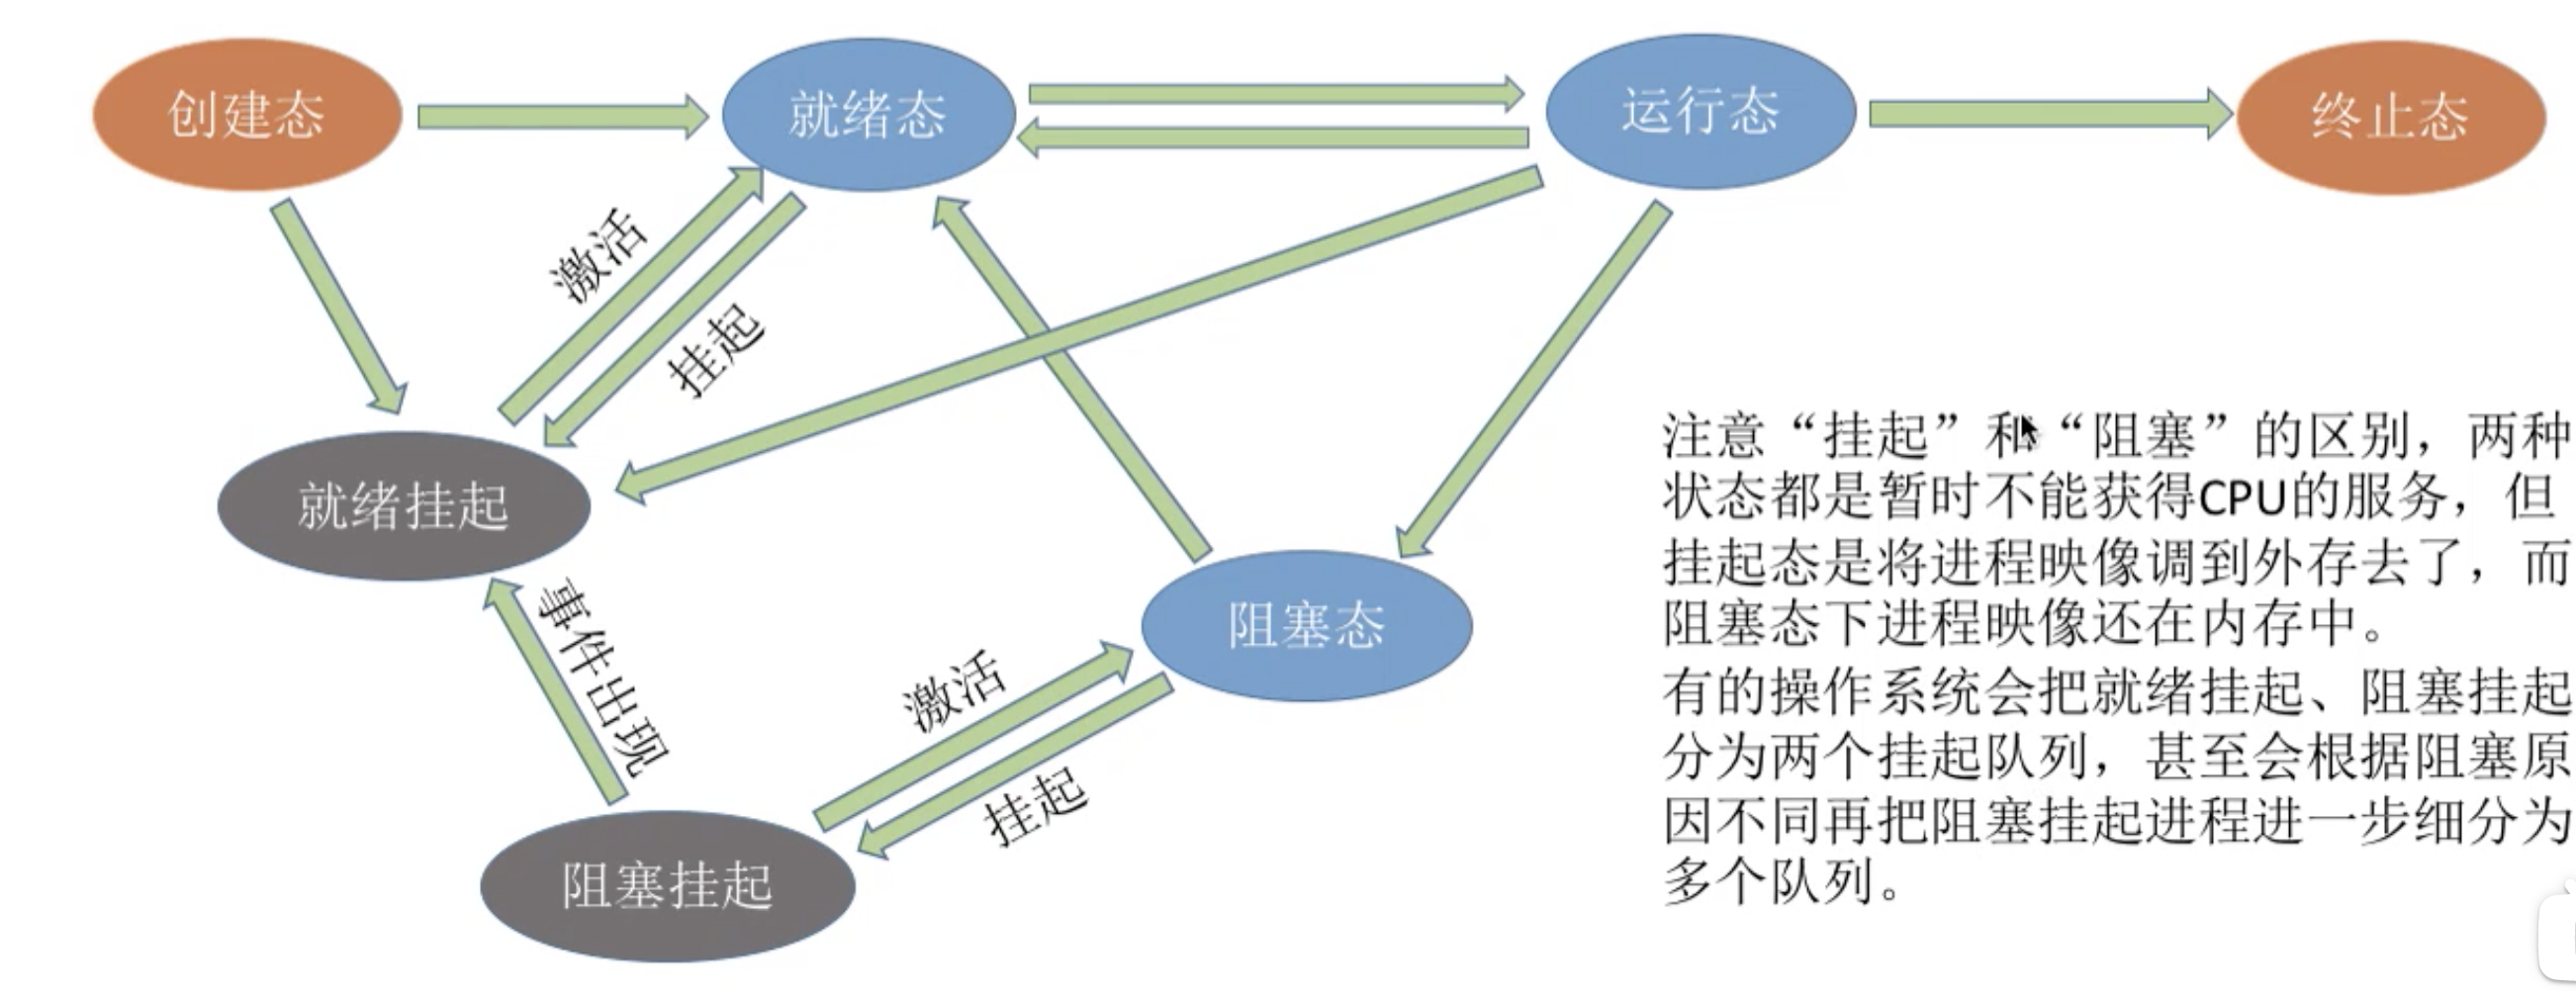 创建态
就绪态
运行态
终止态
激活
挂起
就绪挂起
事件出现
阻塞态
激活
挂起
阻塞挂起
注意“挂起”和“阻塞”的区别，两种
状态都是暂时不能获得CPU的服务，但
挂起态是将进程映像调到外存去了，而
阻塞态下进程映像还在内存中。
有的操作系统会把就绪挂起、阻塞挂起
分为两个挂起队列，甚至会根据阻塞原
因不同再把阻塞挂起进程进一步细分为
多个队列。